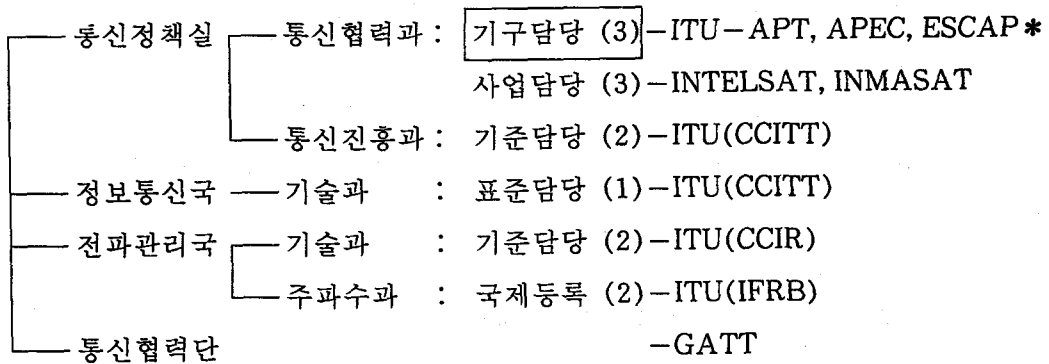 통신정책실 통신협력과 : 기구담당 (3)-ITU-APT, APEC, ESCAP*
사업담당 (3)-INTELSAT, INMASAT
통신진흥과 : 기준담당 (2)-ITU(CCITT)
정보통신국 기술과 : 표준담당 (1)-ITU(CCITT)
전파관리국 기술과 : 기준담당 (2)-ITU(CCIR)
주파수과 : 국제등록 (2)-ITU(IFRB)
통신협력단 -GATT